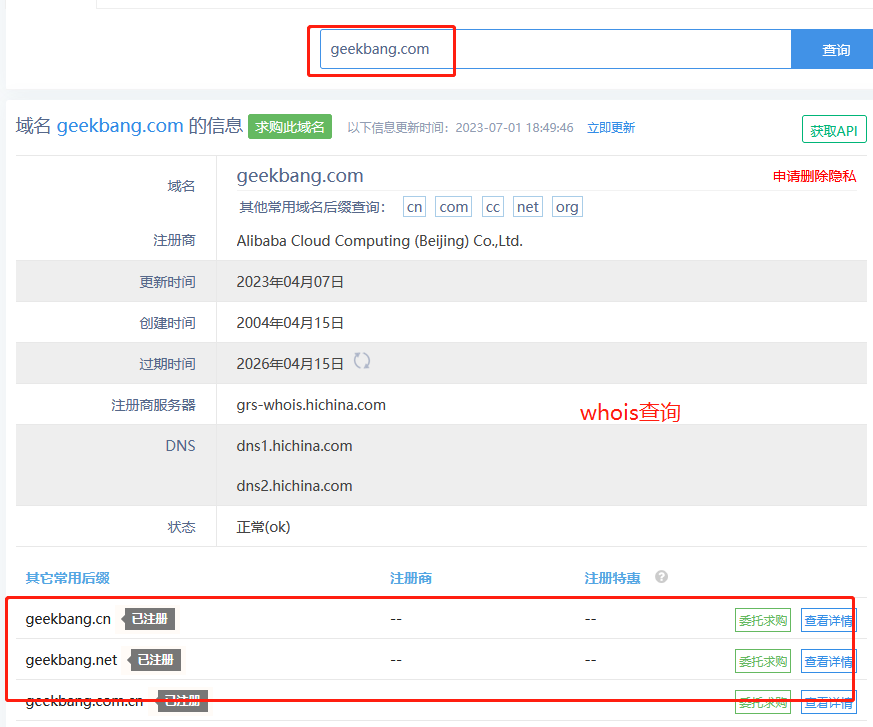 geekbang.com 查询
域名 geekbang.com 的信息 求购此域名 以下信息更新时间：2023-07-01 18:49:46 立即更新 获取API
域名 geekbang.com 申请删除隐私
其他常用域名后缀查询： cn com cc net org
注册商 Alibaba Cloud Computing (Beijing) Co.,Ltd.
更新时间 2023年04月07日
创建时间 2004年04月15日
过期时间 2026年04月15日
注册商服务器 grs-whois.hichina.com
whois查询
DNS dns1.hichina.com
dns2.hichina.com
状态 正常(ok)
其它常用后缀 注册商 注册特惠 ?
geekbang.cn 已注册 -- -- 委托求购 查看详情
geekbang.net 已注册 -- -- 委托求购 查看详情
geekbang.com.cn 已注册 委托求购 查看详情